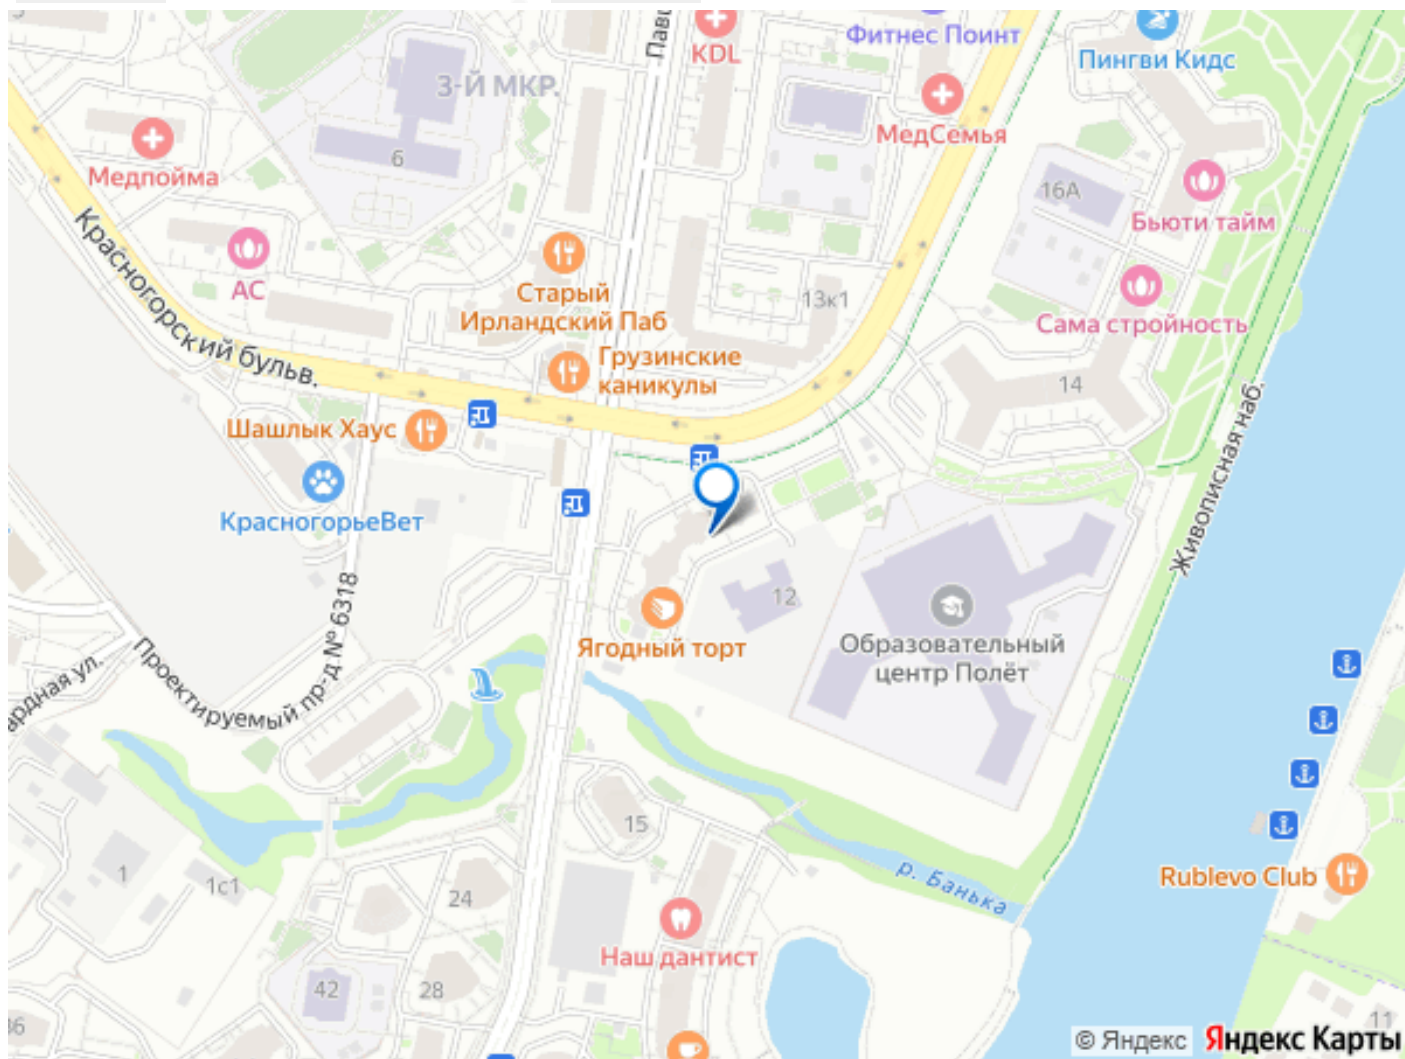 KDL
Фитнес Поинт
Пингви Кидс
3-Й МКР.
МедСемья
Медпойма
6
16А
Бьюти тайм
Красногорский бульв.
АС
Старый
Ирландский Паб
13к1
Сама стройность
Грузинские
каникулы
14
Шашлык Хаус
Живописная наб.
КрасногорьеВет
Проектируемый пр-д № 6318
12
Ягодный торт
Образовательный
центр Полёт
15
1
1с1
24
р. Банька
Rublevo Club
Наш дантист
42
28
11
© Яндекс Яндекс Карты